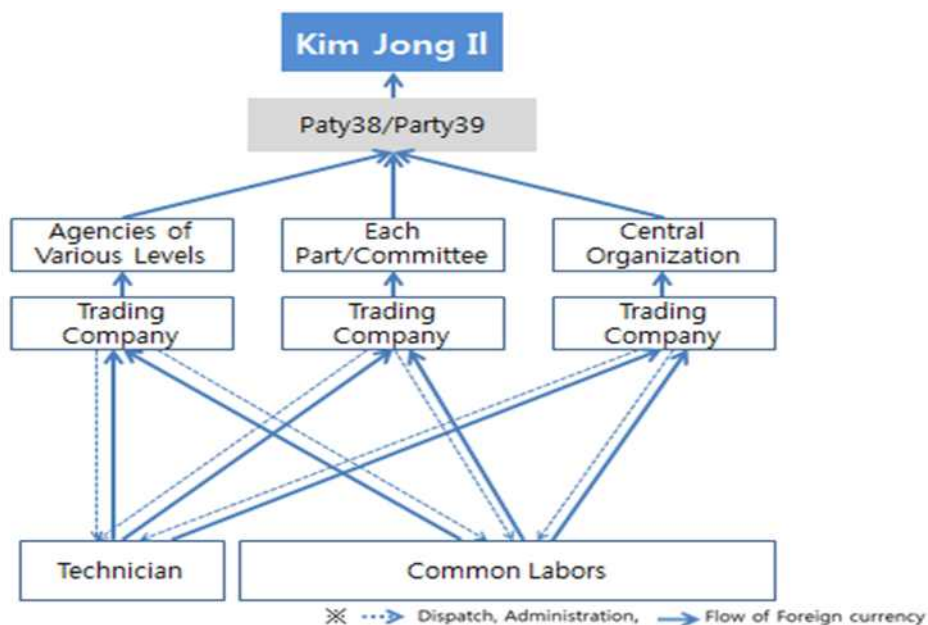 Kim Jong Il
Paty38/Party39
Agencies of
Various Levels
Each
Part/Committee
Central
Organization
Trading
Company
Trading
Company
Trading
Company
Technician
Common Labors
※ Dispatch, Administration, Flow of Foreign currency